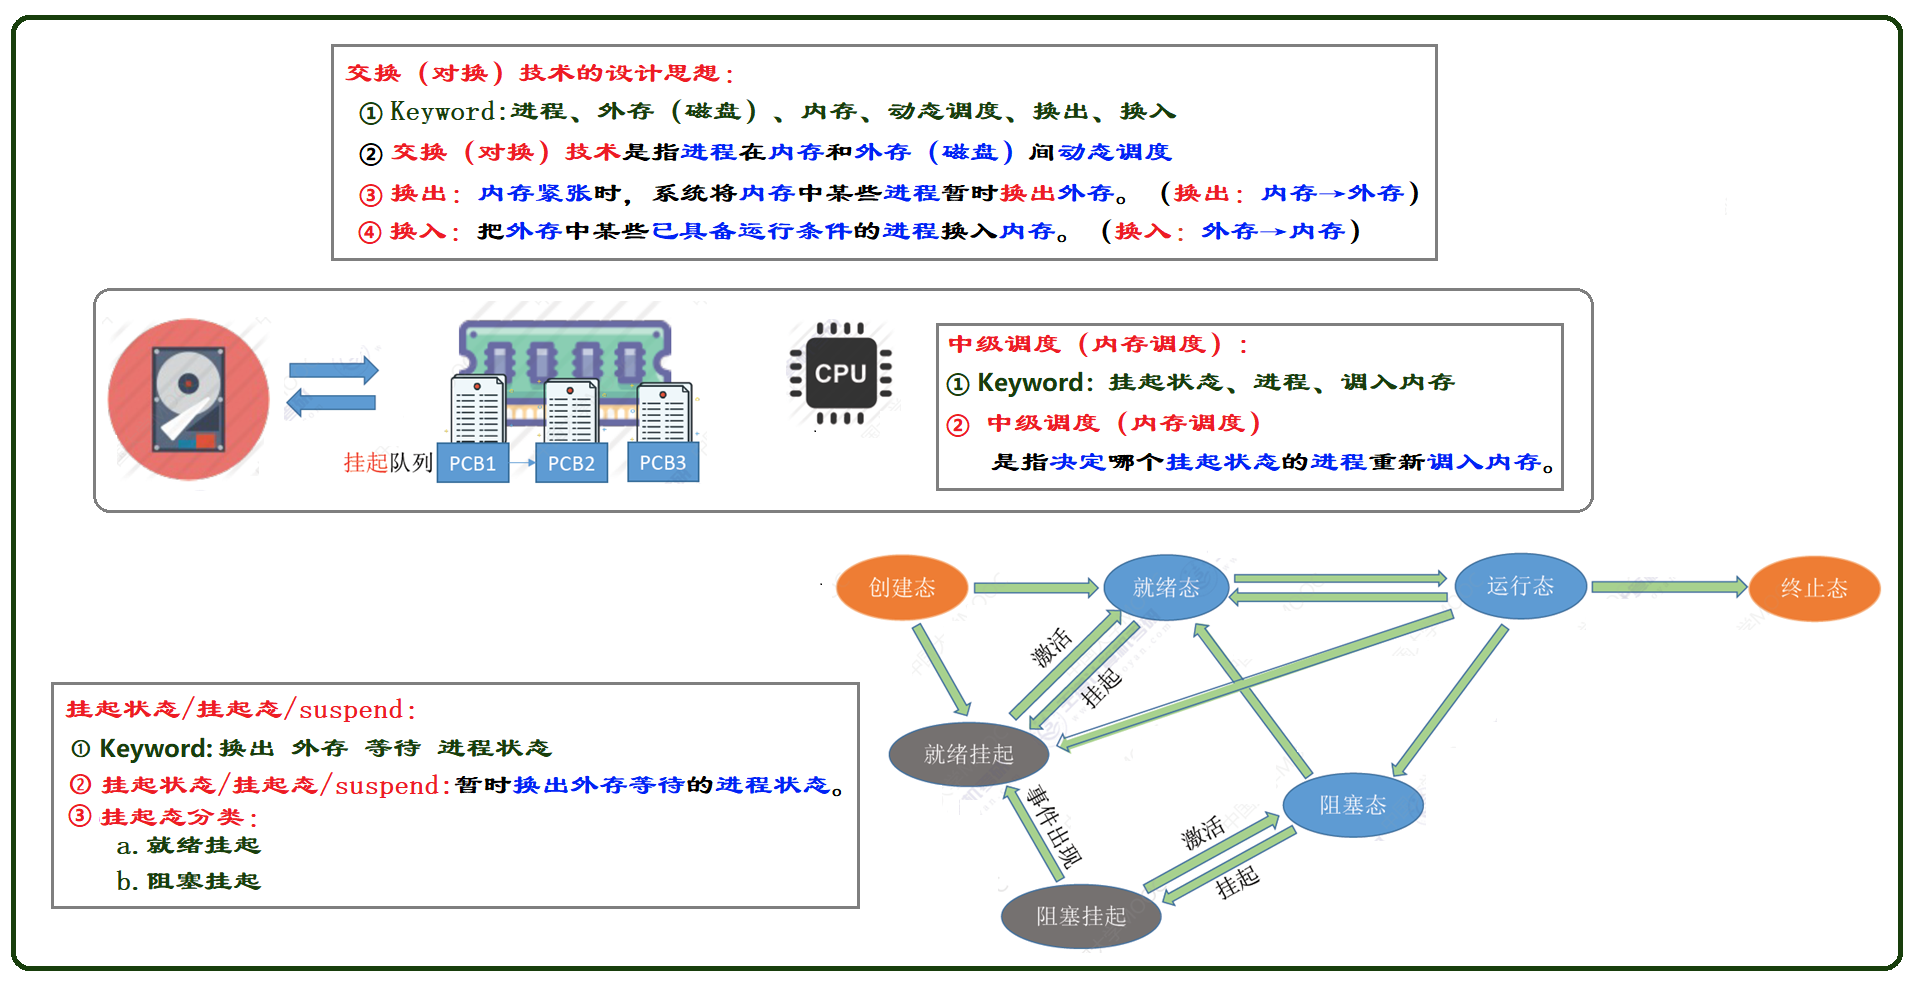 交换（对换）技术的设计思想：
① Keyword:进程、外存（磁盘）、内存、动态调度、换出、换入
② 交换（对换）技术是指进程在内存和外存（磁盘）间动态调度
③ 换出：内存紧张时，系统将内存中某些进程暂时换出外存。（换出：内存→外存）
④ 换入：把外存中某些已具备运行条件的进程换入内存。（换入：外存→内存）
CPU
中级调度（内存调度）：
① Keyword: 挂起状态、进程、调入内存
② 中级调度（内存调度）
是指决定哪个挂起状态的进程重新调入内存。
挂起队列 PCB1 PCB2 PCB3
创建态 就绪态 运行态 终止态
激活
挂起
就绪挂起
事件出现
阻塞态
激活
挂起
阻塞挂起
挂起状态/挂起态/suspend：
① Keyword: 换出 外存 等待 进程状态
② 挂起状态/挂起态/suspend:暂时换出外存等待的进程状态。
③ 挂起态分类：
a. 就绪挂起
b. 阻塞挂起